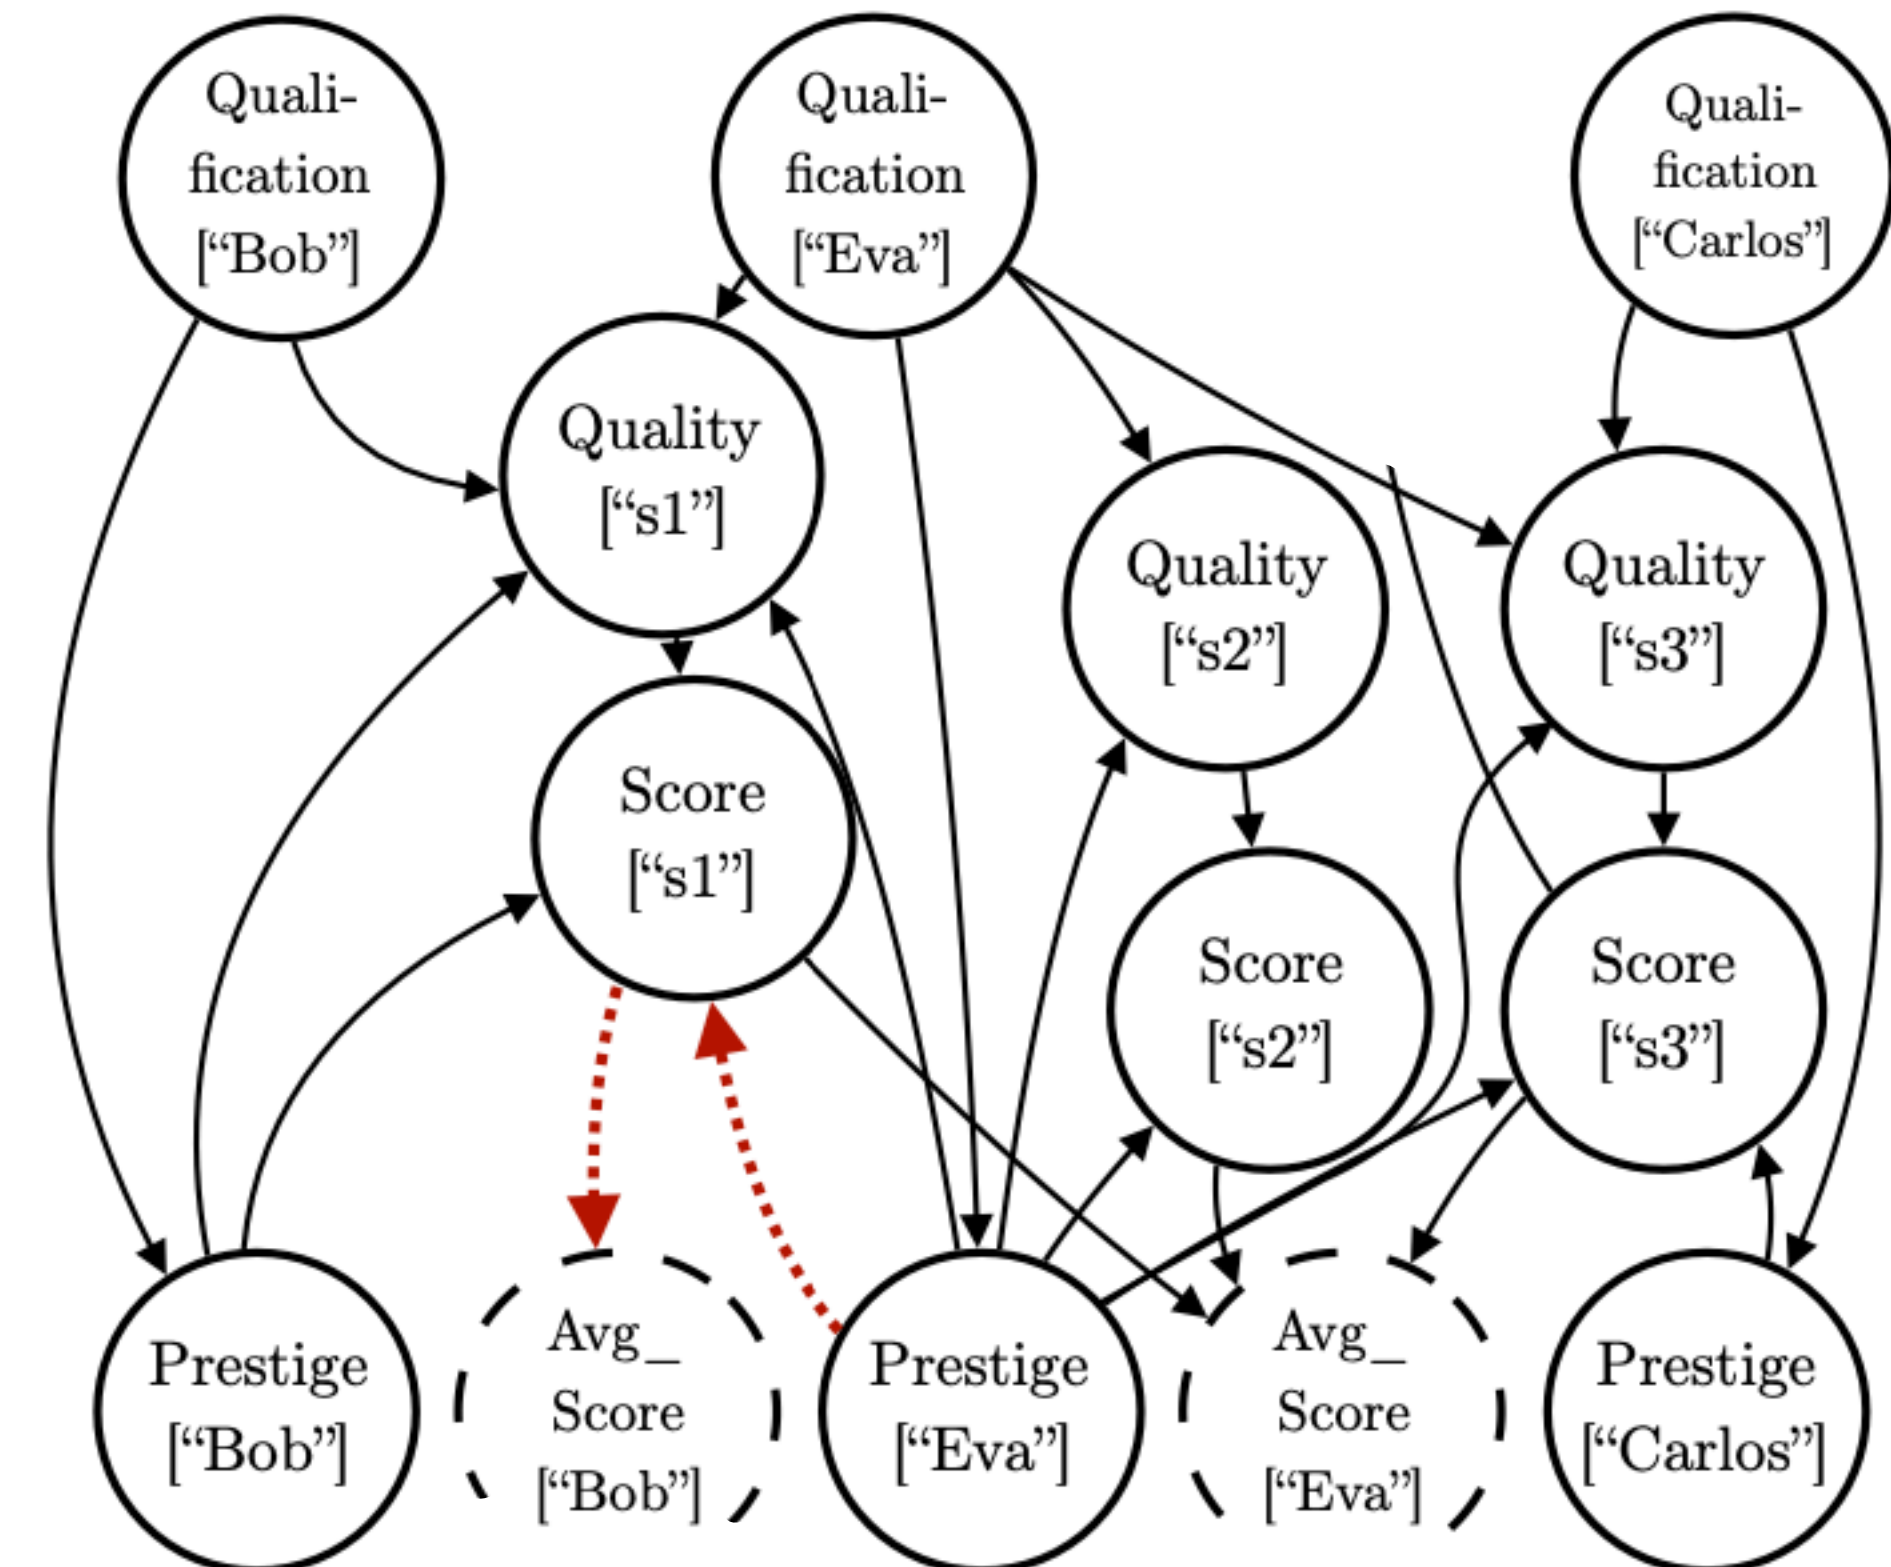 Quali-
fication
[“Bob”]
Quali-
fication
[“Eva”]
Quali-
fication
[“Carlos”]
Quality
[“s1”]
Quality
[“s2”]
Quality
[“s3”]
Score
[“s1”]
Score
[“s2”]
Score
[“s3”]
Prestige
[“Bob”]
Avg_
Score
[“Bob”]
Prestige
[“Eva”]
Avg_
Score
[“Eva”]
Prestige
[“Carlos”]